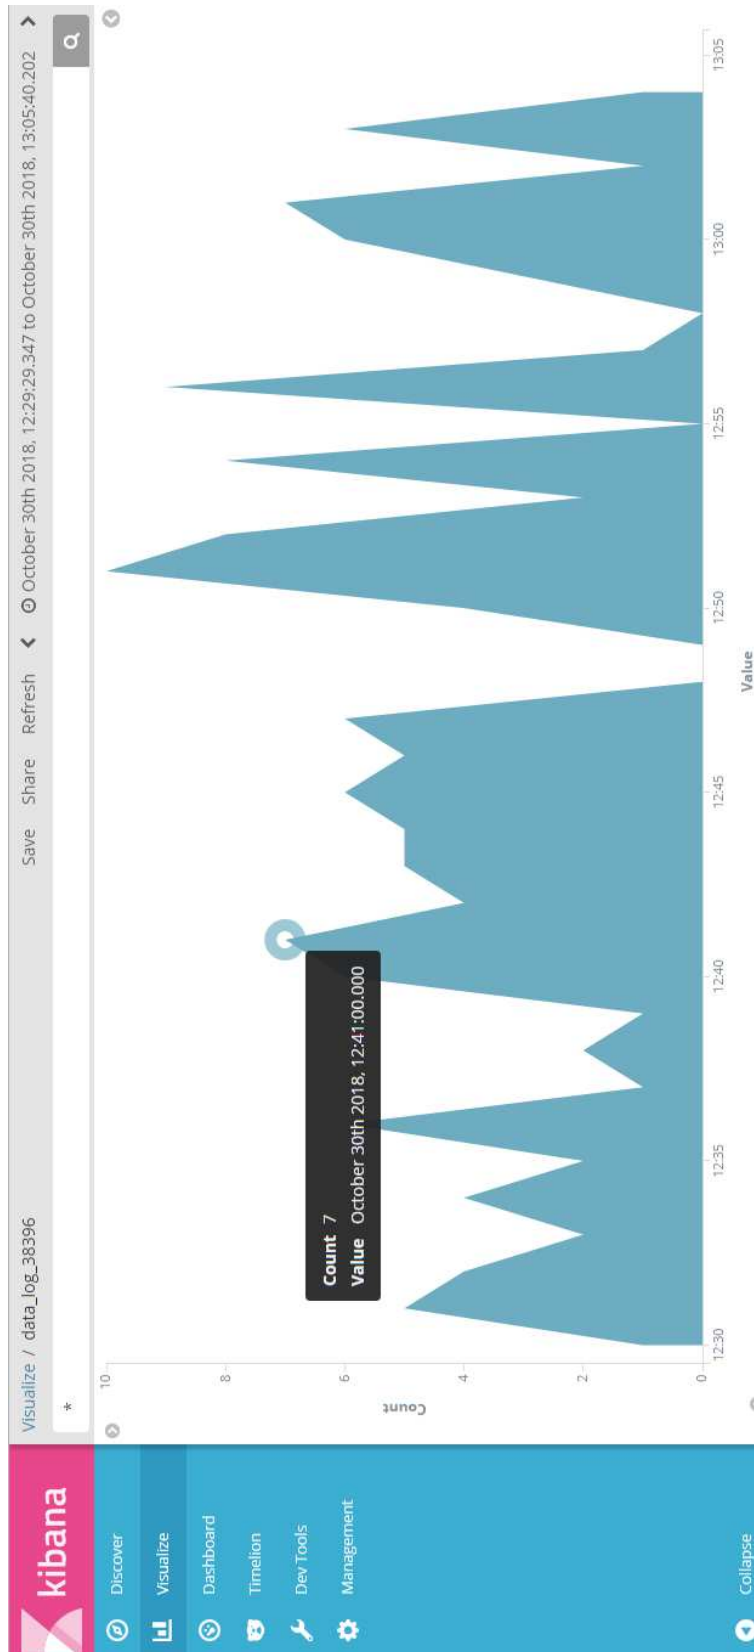 kibana
Discover
Visualize
Dashboard
Timelion
Dev Tools
Management
Collapse
Visualize / data_log_38396
Save Share Refresh
October 30th 2018, 12:29:29.347 to October 30th 2018, 13:05:40.202
*
10
8
6
4
2
0
Count
Count 7
Value October 30th 2018, 12:41:00.000
12:30 12:35 12:40 12:45 12:50 12:55 13:00 13:05
Value